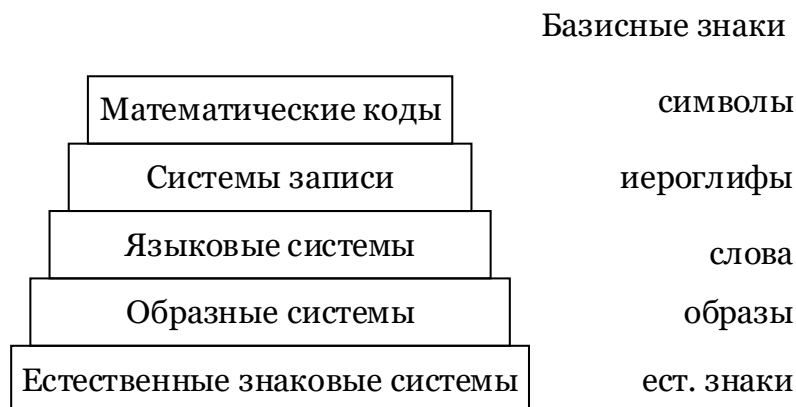 Базисные знаки
Математические коды символы
Системы записи иероглифы
Языковые системы слова
Образные системы образы
Естественные знаковые системы ест. знаки